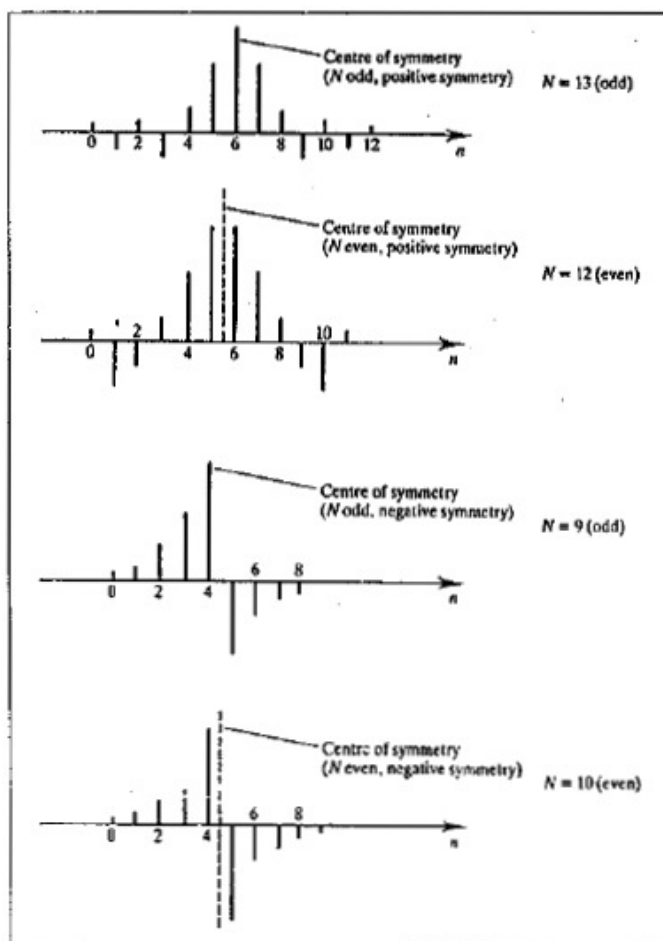 Centre of symmetry
(N odd, positive symmetry)
N = 13 (odd)
0 2 4 6 8 10 12
n
Centre of symmetry
(N even, positive symmetry)
N = 12 (even)
2 10
0 4 6 8
n
Centre of symmetry
(N odd, negative symmetry)
N = 9 (odd)
6 8
0 2 4
n
Centre of symmetry
(N even, negative symmetry)
N = 10 (even)
6 8
0 2 4
n